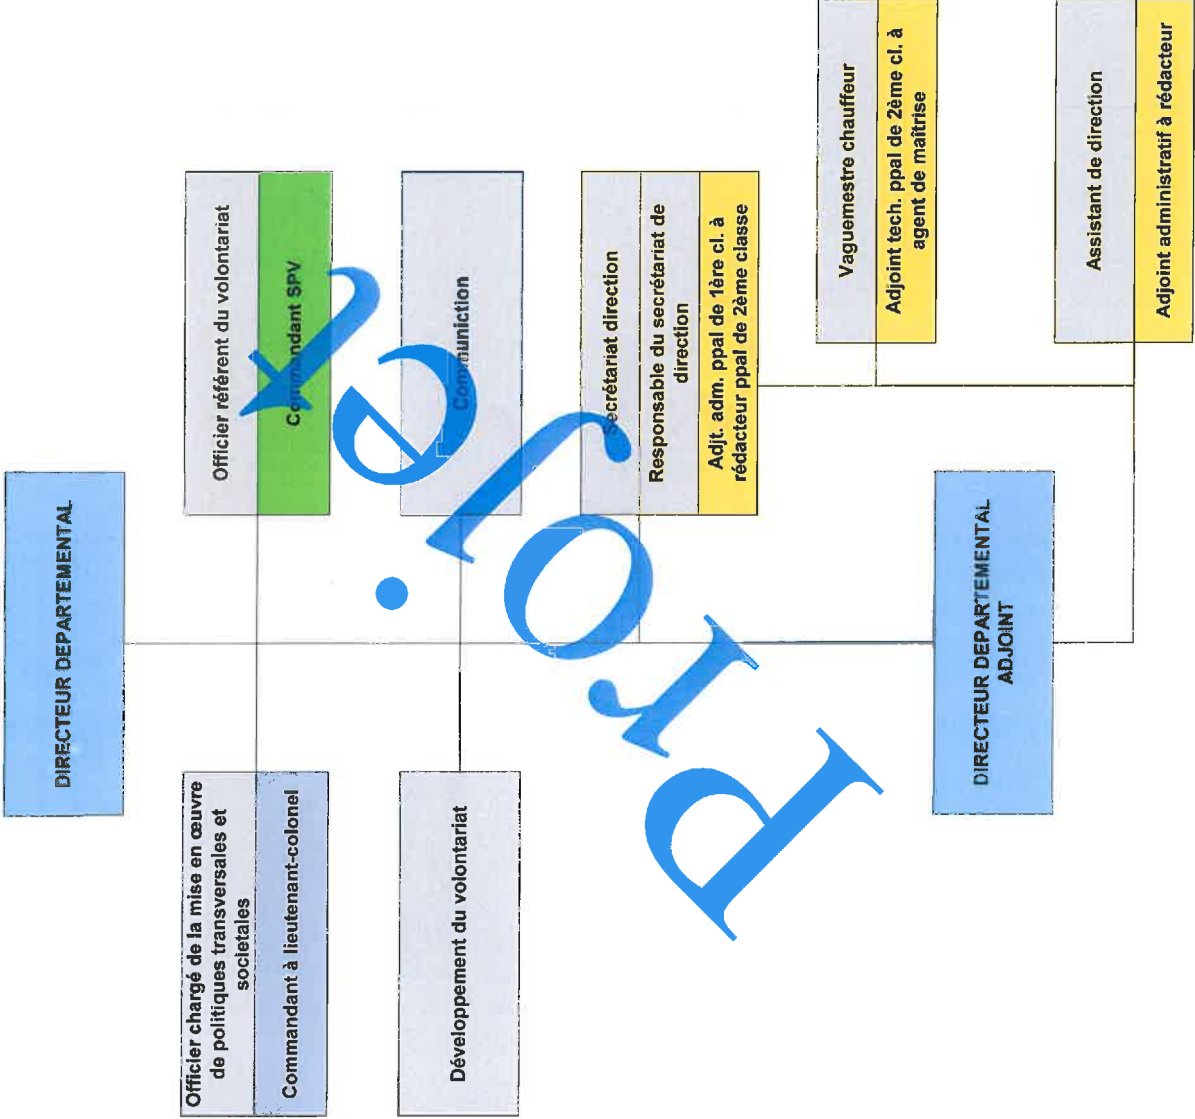 DIRECTEUR DEPARTEMENTAL
Officier chargé de la mise en œuvre
de politiques transversales et
societales
Commandant à lieutenant-colonel
Officier référent du volontariat
Commandant SPV
Développement du volontariat
Communiction
Secrétariat direction
Responsable du secrétariat de
direction
Adjt. adm. ppal de 1ère cl. à
rédacteur ppal de 2ème classe
Vaguemestre chauffeur
Adjoint tech. ppal de 2ème cl. à
agent de maîtrise
DIRECTEUR DEPARTEMENTAL
ADJOINT
Assistant de direction
Adjoint administratif à rédacteur
Projet